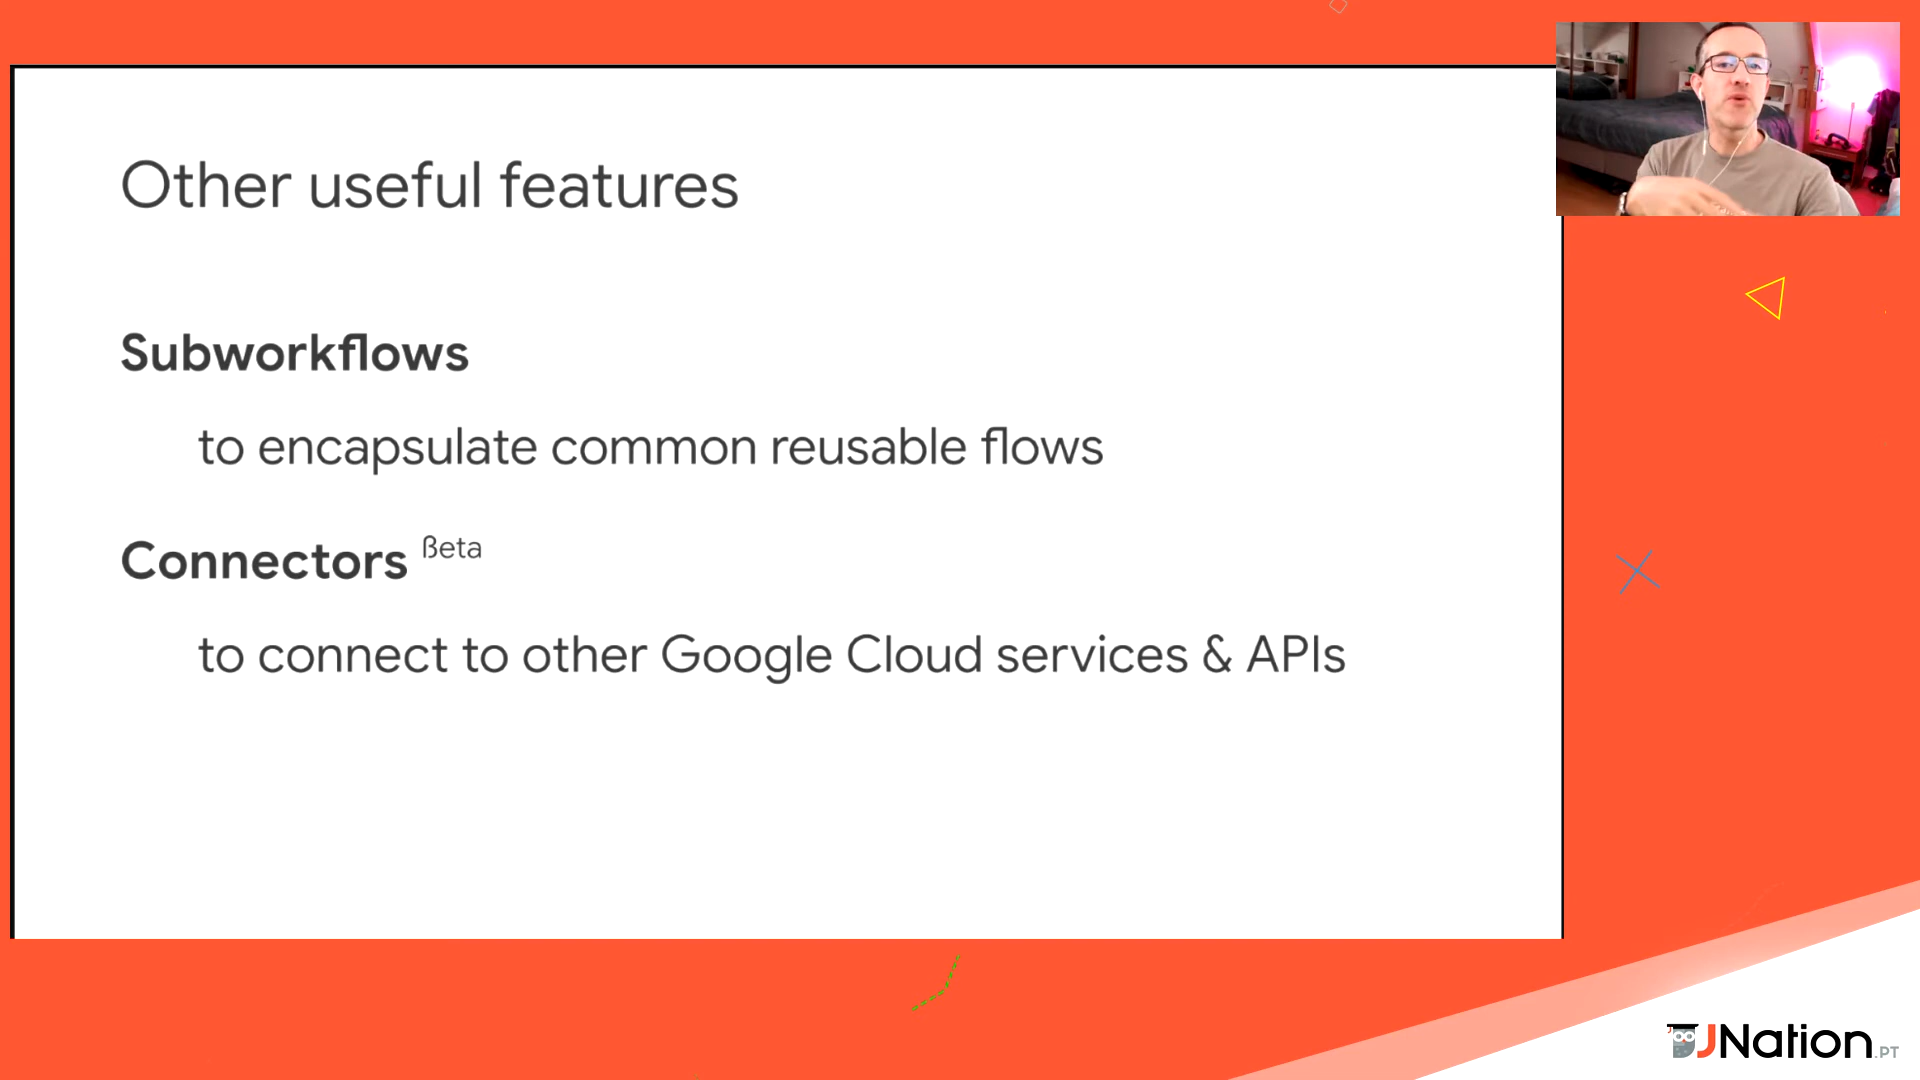 Other useful features
Subworkflows
to encapsulate common reusable flows
Connectors ßeta
to connect to other Google Cloud services & APIs
JNation.PT